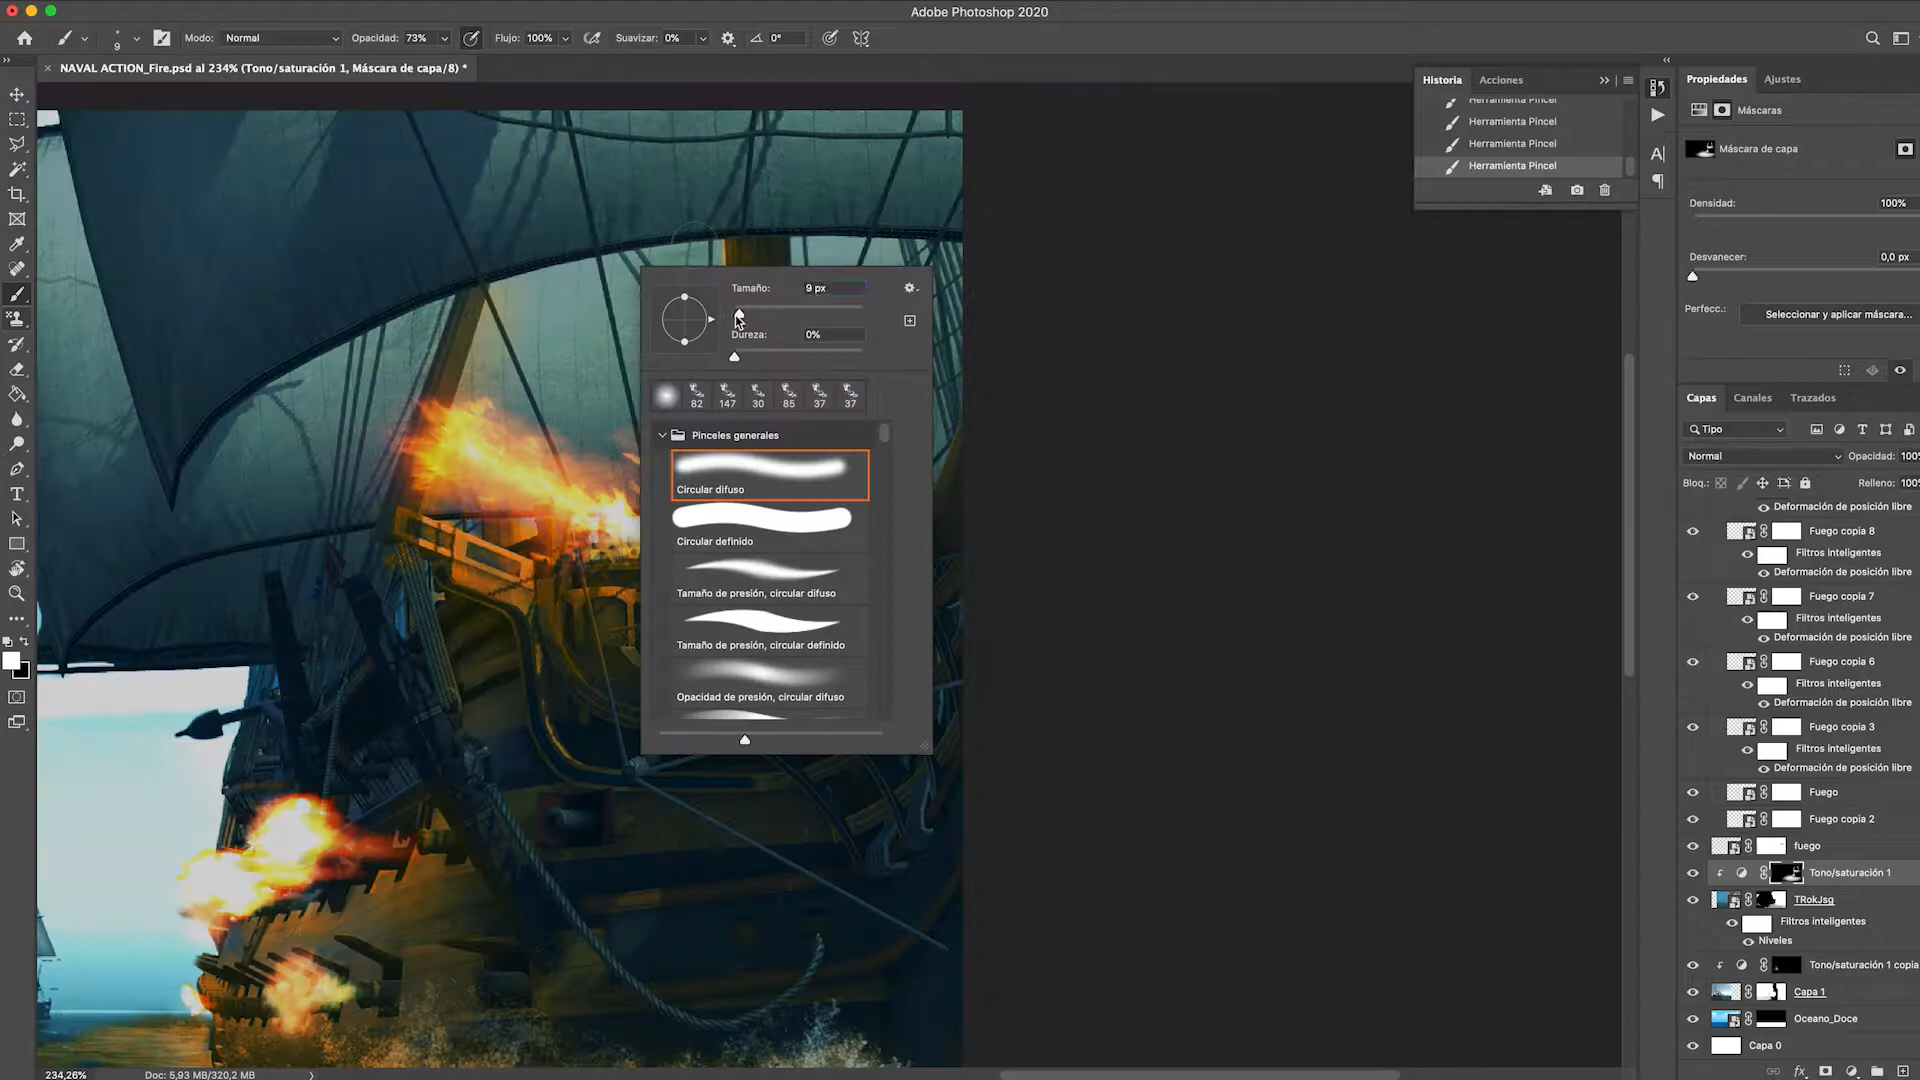 Adobe Photoshop 2020
9
Modo: Normal
Opacidad: 73%
Flujo: 100%
Suavizar: 0%
0°
NAVAL ACTION_Fire.psd al 234% (Tono/saturación 1, Máscara de capa/8) *
Historia
Acciones
Herramienta Pincel
Herramienta Pincel
Herramienta Pincel
Herramienta Pincel
Propiedades
Ajustes
Máscaras
Máscara de capa
Densidad: 100%
Desvanecer: 0,0 px
Perfecc.: Seleccionar y aplicar máscara...
Tamaño: 9 px
Dureza: 0%
82 147 30 85 37 37
Pinceles generales
Circular difuso
Circular definido
Tamaño de presión, circular difuso
Tamaño de presión, circular definido
Opacidad de presión, circular difuso
Capas
Canales
Trazados
Tipo
Normal
Opacidad: 100%
Bloq.:
Relleno: 100
Deformación de posición libre
Fuego copia 8
Filtros inteligentes
Deformación de posición libre
Fuego copia 7
Filtros inteligentes
Deformación de posición libre
Fuego copia 6
Filtros inteligentes
Deformación de posición libre
Fuego copia 3
Filtros inteligentes
Deformación de posición libre
Fuego
Fuego copia 2
fuego
Tono/saturación 1
TRokJsg
Filtros inteligentes
Niveles
Tono/saturación 1 copia
Capa 1
Oceano_Doce
Capa 0
234,26%
Doc: 5,93 MB/320,2 MB